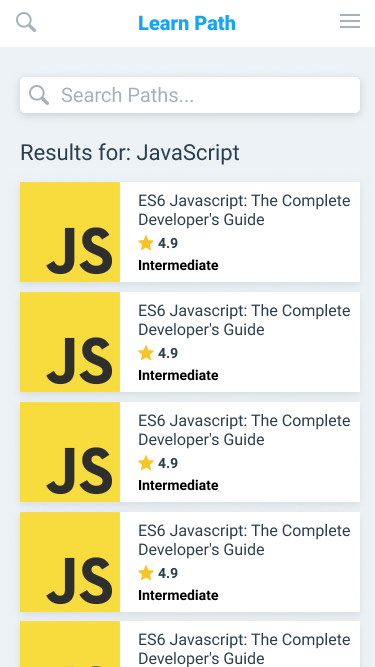 Learn Path
Search Paths...
Results for: JavaScript
JS
ES6 Javascript: The Complete
Developer's Guide
4.9
Intermediate
JS
ES6 Javascript: The Complete
Developer's Guide
4.9
Intermediate
JS
ES6 Javascript: The Complete
Developer's Guide
4.9
Intermediate
JS
ES6 Javascript: The Complete
Developer's Guide
4.9
Intermediate
ES6 Javascript: The Complete
Developer's Guide